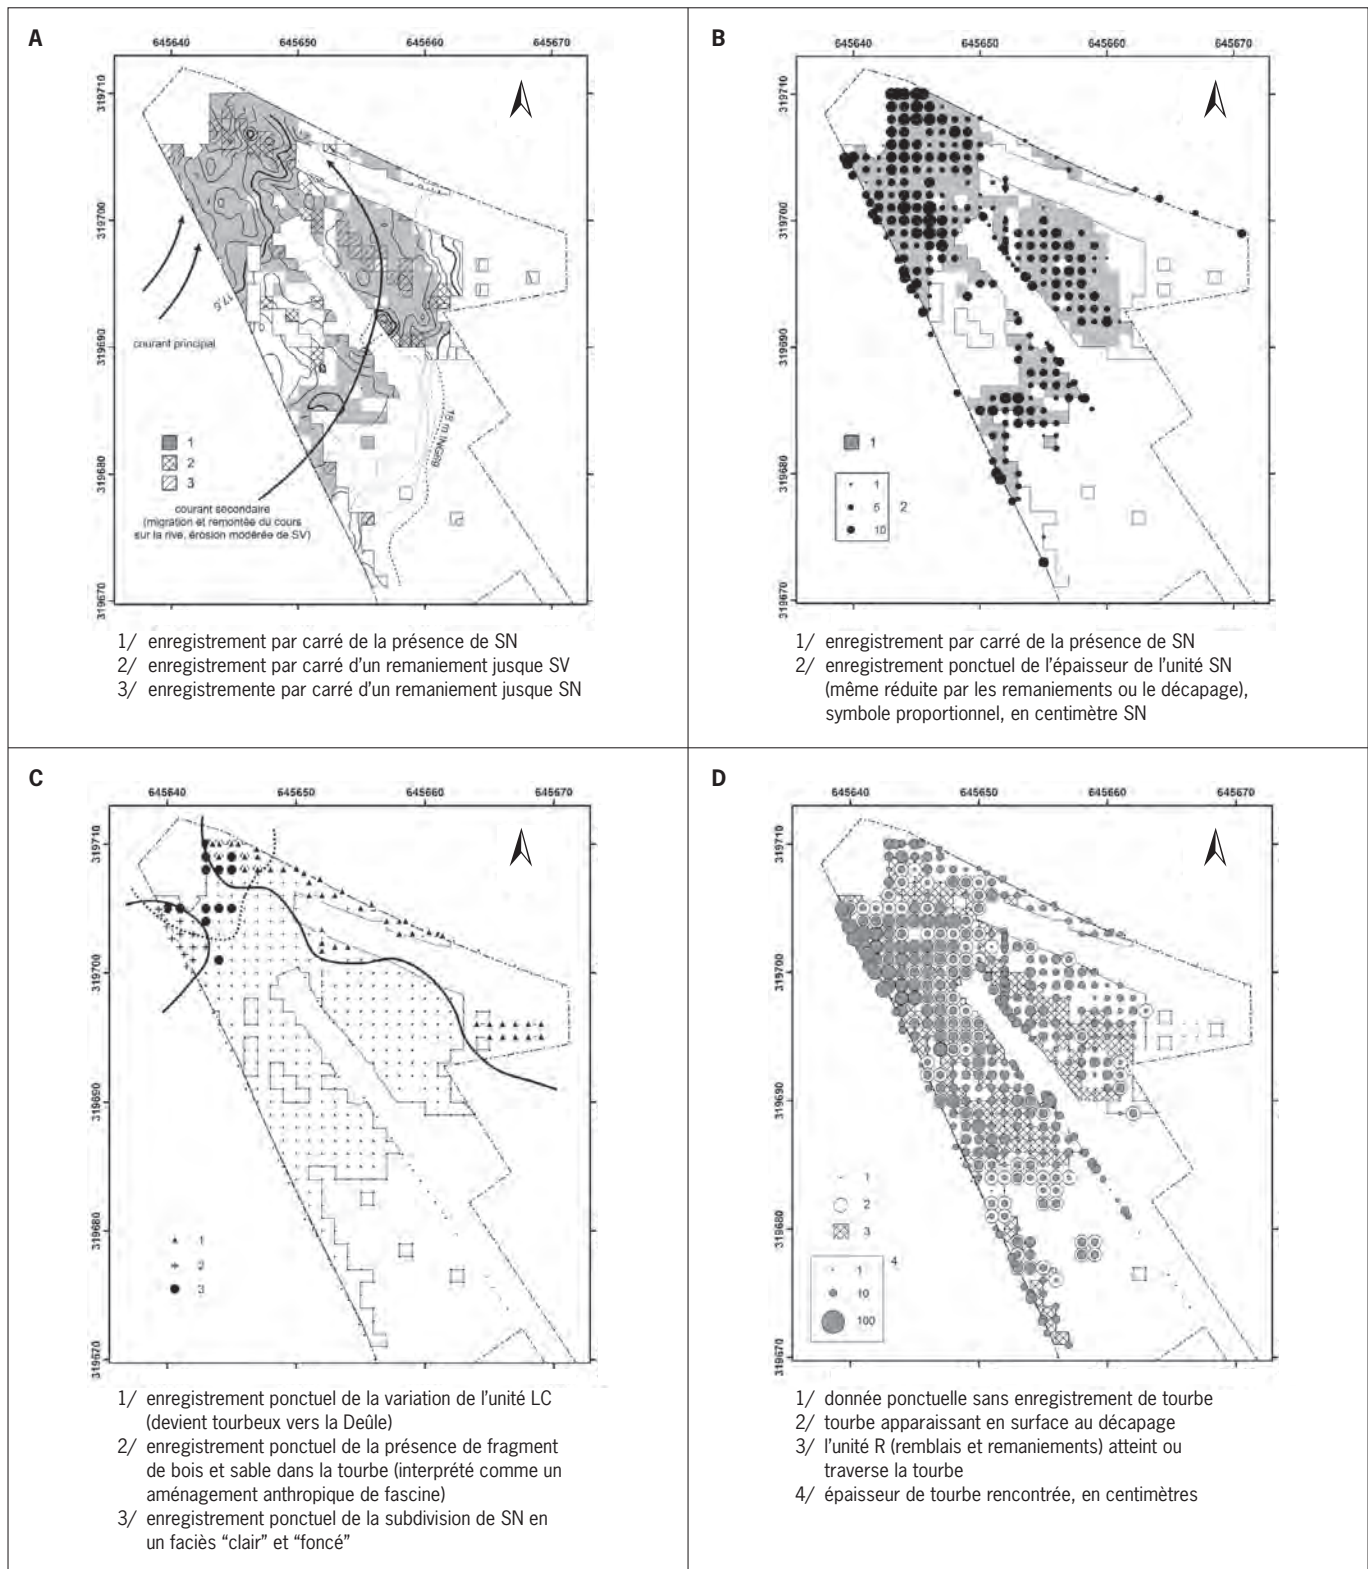 A
645640 645650 645660 645670
319710
319700
319690
319680
319670
17,5
courant principal
18 m INGf69
1
2
3
courant secondaire
(migration et remontée du cours
sur la rive, érosion modérée de SV)
1/ enregistrement par carré de la présence de SN
2/ enregistrement par carré d'un remaniement jusque SV
3/ enregistremente par carré d'un remaniement jusque SN
B
645640 645650 645660 645670
319710
319700
319690
319680
319670
1
1
5 2
10
1/ enregistrement par carré de la présence de SN
2/ enregistrement ponctuel de l'épaisseur de l'unité SN
(même réduite par les remaniements ou le décapage),
symbole proportionnel, en centimètre SN
C
645640 645650 645660 645670
319710
319700
319690
319680
319670
1
2
3
1/ enregistrement ponctuel de la variation de l'unité LC
(devient tourbeux vers la Deûle)
2/ enregistrement ponctuel de la présence de fragment
de bois et sable dans la tourbe (interprété comme un
aménagement anthropique de fascine)
3/ enregistrement ponctuel de la subdivision de SN en
un faciès "clair" et "foncé"
D
645640 645650 645660 645670
319710
319700
319690
319680
319670
1
2
3
4
1
10
100
1/ donnée ponctuelle sans enregistrement de tourbe
2/ tourbe apparaissant en surface au décapage
3/ l'unité R (remblais et remaniements) atteint ou
traverse la tourbe
4/ épaisseur de tourbe rencontrée, en centimètres